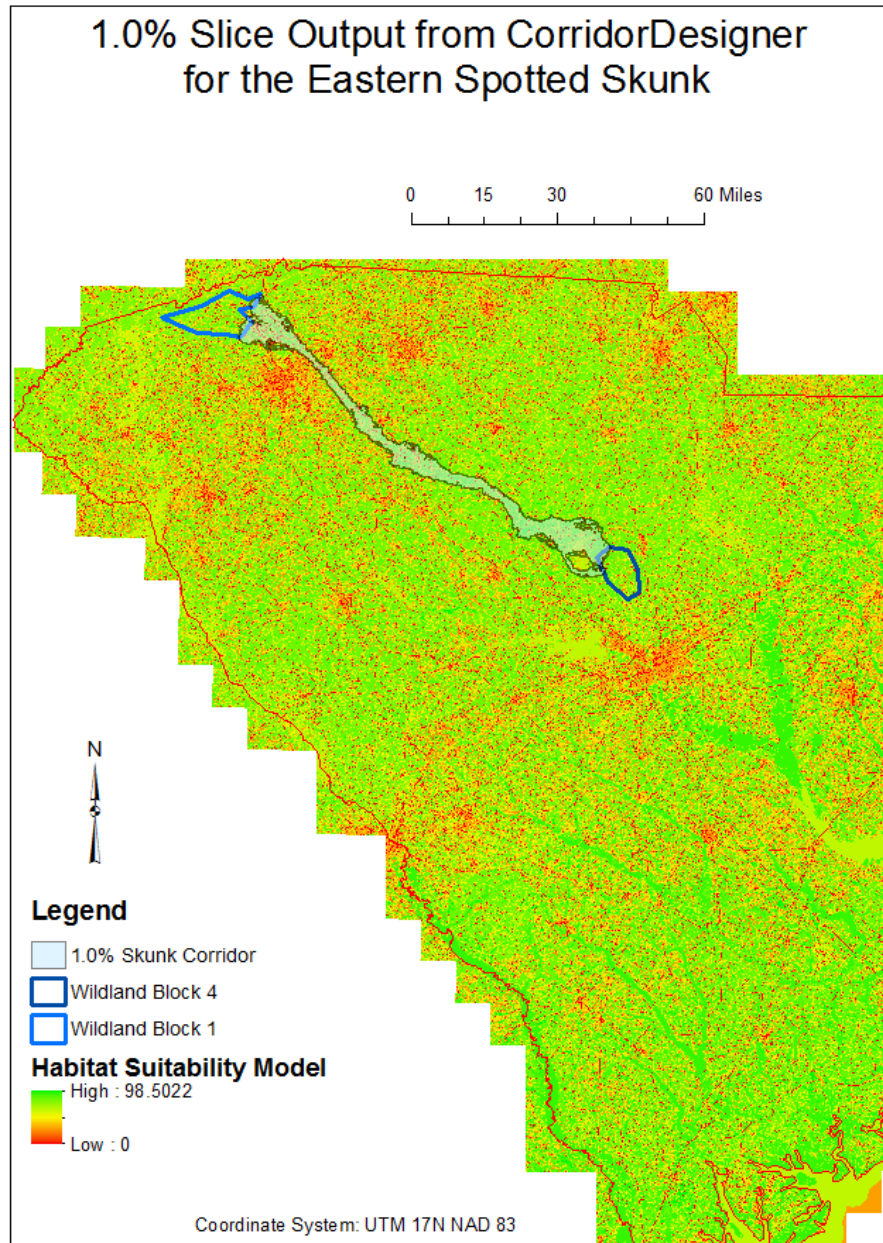 1.0% Slice Output from CorridorDesigner
for the Eastern Spotted Skunk
0 15 30 60 Miles
N
Legend
1.0% Skunk Corridor
Wildland Block 4
Wildland Block 1
Habitat Suitability Model
High : 98.5022
Low : 0
Coordinate System: UTM 17N NAD 83